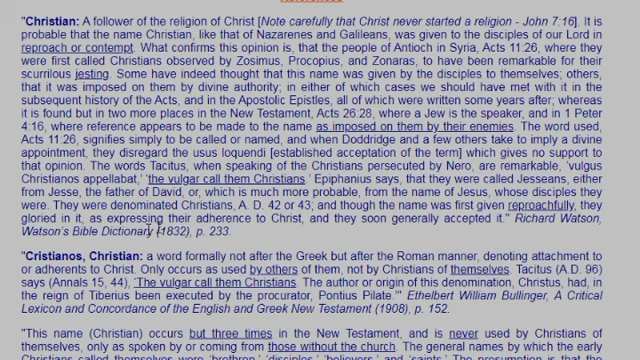 References
"Christian: A follower of the religion of Christ [Note carefully that Christ never started a religion - John 7:16]. It is
probable that the name Christian, like that of Nazarenes and Galileans, was given to the disciples of our Lord in
reproach or contempt. What confirms this opinion is, that the people of Antioch in Syria, Acts 11:26, where they
were first called Christians observed by Zosimus, Procopius, and Zonaras, to have been remarkable for their
scurrilous jesting. Some have indeed thought that this name was given by the disciples to themselves; others,
that it was imposed on them by divine authority; in either of which cases we should have met with it in the
subsequent history of the Acts, and in the Apostolic Epistles, all of which were written some years after; whereas
it is found but in two more places in the New Testament, Acts 26:28, where a Jew is the speaker, and in 1 Peter
4:16, where reference appears to be made to the name as imposed on them by their enemies. The word used,
Acts 11:26, signifies simply to be called or named, and when Doddridge and a few others take to imply a divine
appointment, they disregard the usus loquendi [established acceptation of the term] which gives no support to
that opinion. The words Tacitus, when speaking of the Christians persecuted by Nero, are remarkable, 'vulgus
Christianos appellabat,' 'the vulgar call them Christians.' Epiphanius says, that they were called Jesseans, either
from Jesse, the father of David, or, which is much more probable, from the name of Jesus, whose disciples they
were. They were denominated Christians, A. D. 42 or 43; and though the name was first given reproachfully, they
gloried in it, as expressing their adherence to Christ, and they soon generally accepted it." Richard Watson,
Watson's Bible Dictionary (1832), p. 233.
"Cristianos, Christian: a word formally not after the Greek but after the Roman manner, denoting attachment to
or adherents to Christ. Only occurs as used by others of them, not by Christians of themselves. Tacitus (A.D. 96)
says (Annals 15, 44), 'The vulgar call them Christians. The author or origin of this denomination, Christus, had, in
the reign of Tiberius been executed by the procurator, Pontius Pilate.'" Ethelbert William Bullinger, A Critical
Lexicon and Concordance of the English and Greek New Testament (1908), p. 152.
"This name (Christian) occurs but three times in the New Testament, and is never used by Christians of
themselves, only as spoken by or coming from those without the church. The general names by which the early
Christians called themselves were 'brethren,' 'disciples,' 'believers,' and 'saints.' The presumption is that the